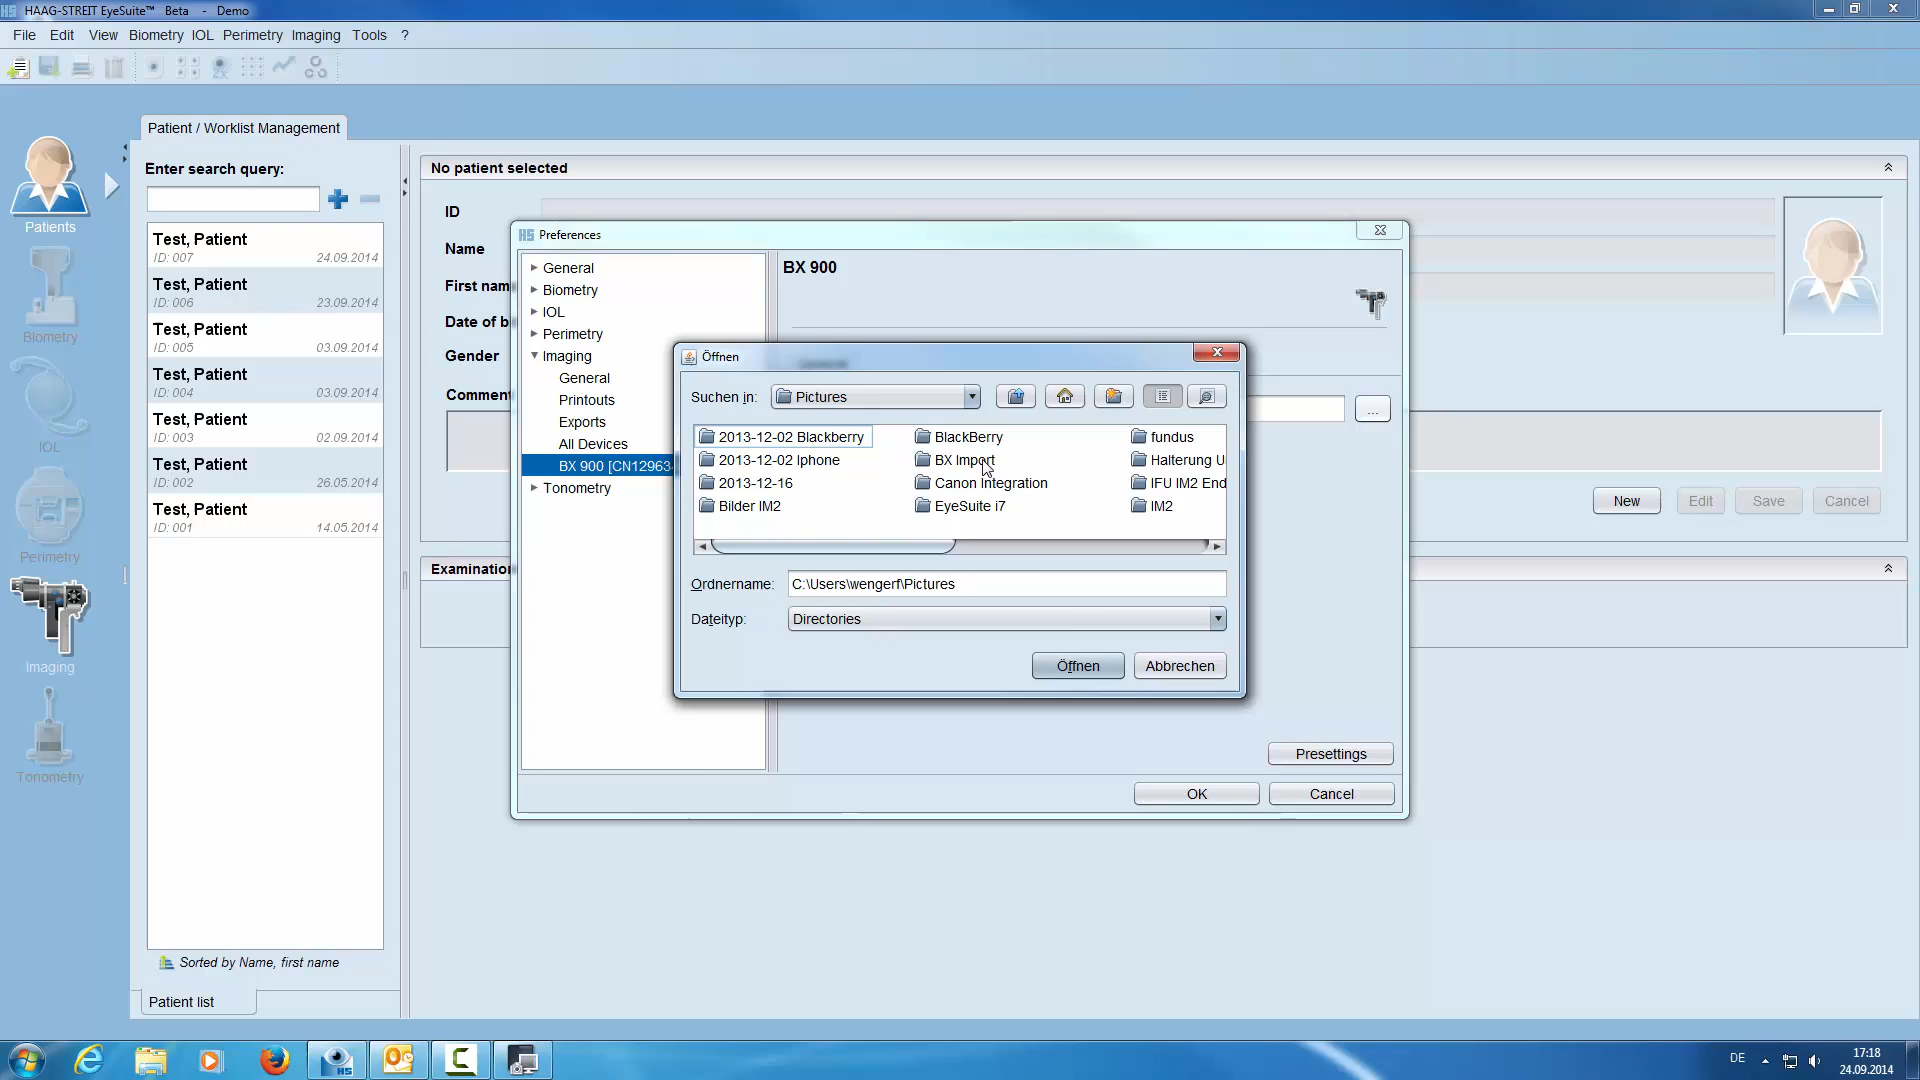 HAAG-STREIT EyeSuite™ Beta - Demo
File Edit View Biometry IOL Perimetry Imaging Tools ?
Patient / Worklist Management
Enter search query:
Test, Patient
ID: 007 24.09.2014
Test, Patient
ID: 006 23.09.2014
Test, Patient
ID: 005 03.09.2014
Test, Patient
ID: 004 03.09.2014
Test, Patient
ID: 003 02.09.2014
Test, Patient
ID: 002 26.05.2014
Test, Patient
ID: 001 14.05.2014
Sorted by Name, first name
Patient list
Patients
Biometry
IOL
Perimetry
Imaging
Tonometry
No patient selected
ID
Name
First nam
Date of b
Gender
Comment
New Edit Save Cancel
Examination
HS Preferences
General
Biometry
IOL
Perimetry
Imaging
General
Printouts
Exports
All Devices
BX 900 [CN12963
Tonometry
BX 900
...
Presettings
OK Cancel
Öffnen
Suchen in: Pictures
2013-12-02 Blackberry BlackBerry fundus
2013-12-02 Iphone BX Import Halterung U
2013-12-16 Canon Integration IFU IM2 End
Bilder IM2 EyeSuite i7 IM2
Ordnername: C:\Users\wengerf\Pictures
Dateityp: Directories
Öffnen Abbrechen
HS
DE
17:18
24.09.2014